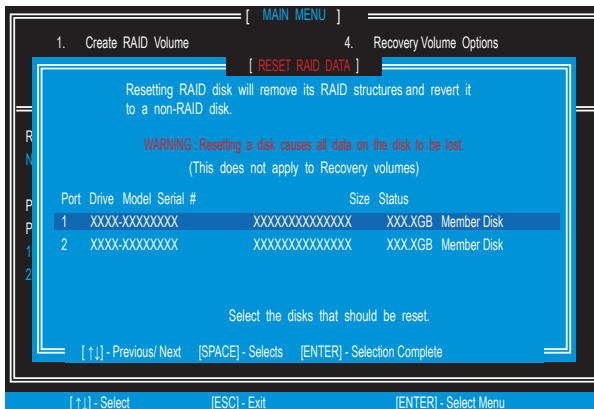 [ MAIN MENU ]
1. Create RAID Volume 4. Recovery Volume Options
[ RESET RAID DATA ]
Resetting RAID disk will remove its RAID structures and revert it
to a non-RAID disk.
WARNING : Resetting a disk causes all data on the disk to be lost.
(This does not apply to Recovery volumes)
R
N
P
P
1
2
Port Drive Model Serial # Size Status
1 XXXX-XXXXXXXX XXXXXXXXXXXXXX XXX.XGB Member Disk
2 XXXX-XXXXXXXX XXXXXXXXXXXXXX XXX.XGB Member Disk
Select the disks that should be reset.
[ ↑↓] - Previous/ Next [SPACE] - Selects [ENTER] - Selection Complete
[ ↑↓] - Select [ESC] - Exit [ENTER] - Select Menu